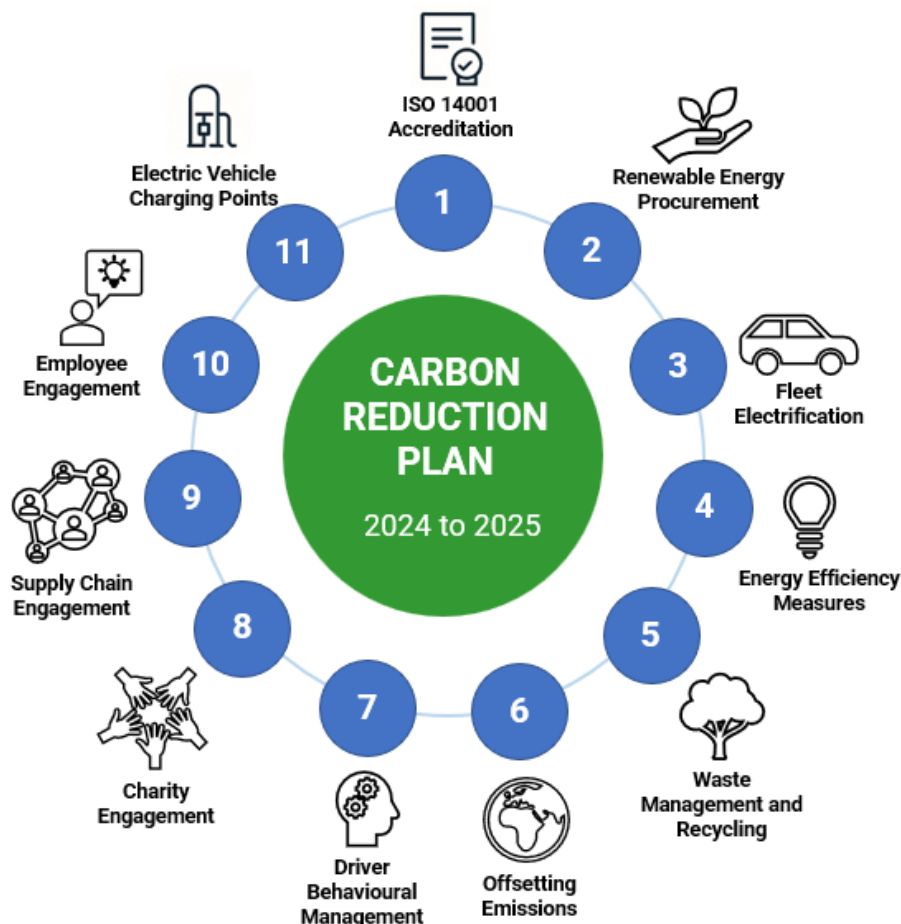 ISO 14001
Accreditation
1
Renewable Energy
Procurement
2
Fleet
Electrification
3
Energy Efficiency
Measures
4
Waste
Management and
Recycling
5
Offsetting
Emissions
6
Driver
Behavioural
Management
7
Charity
Engagement
8
Supply Chain
Engagement
9
Employee
Engagement
10
Electric Vehicle
Charging Points
11
CARBON
REDUCTION
PLAN
2024 to 2025